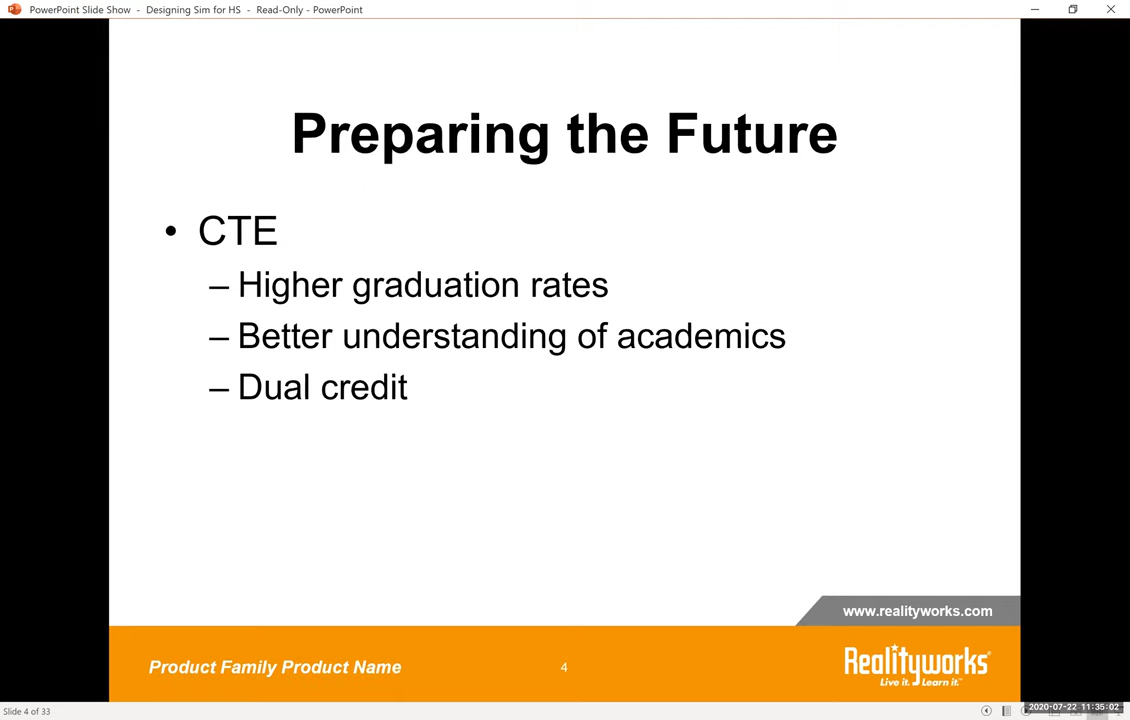 PowerPoint Slide Show - Designing Sim for HS - Read-Only - PowerPoint
Preparing the Future
• CTE
– Higher graduation rates
– Better understanding of academics
– Dual credit
www.realityworks.com
Product Family Product Name
4
Realityworks®
Live it. Learn it.™
Slide 4 of 33
2020-07-22 11:35:02